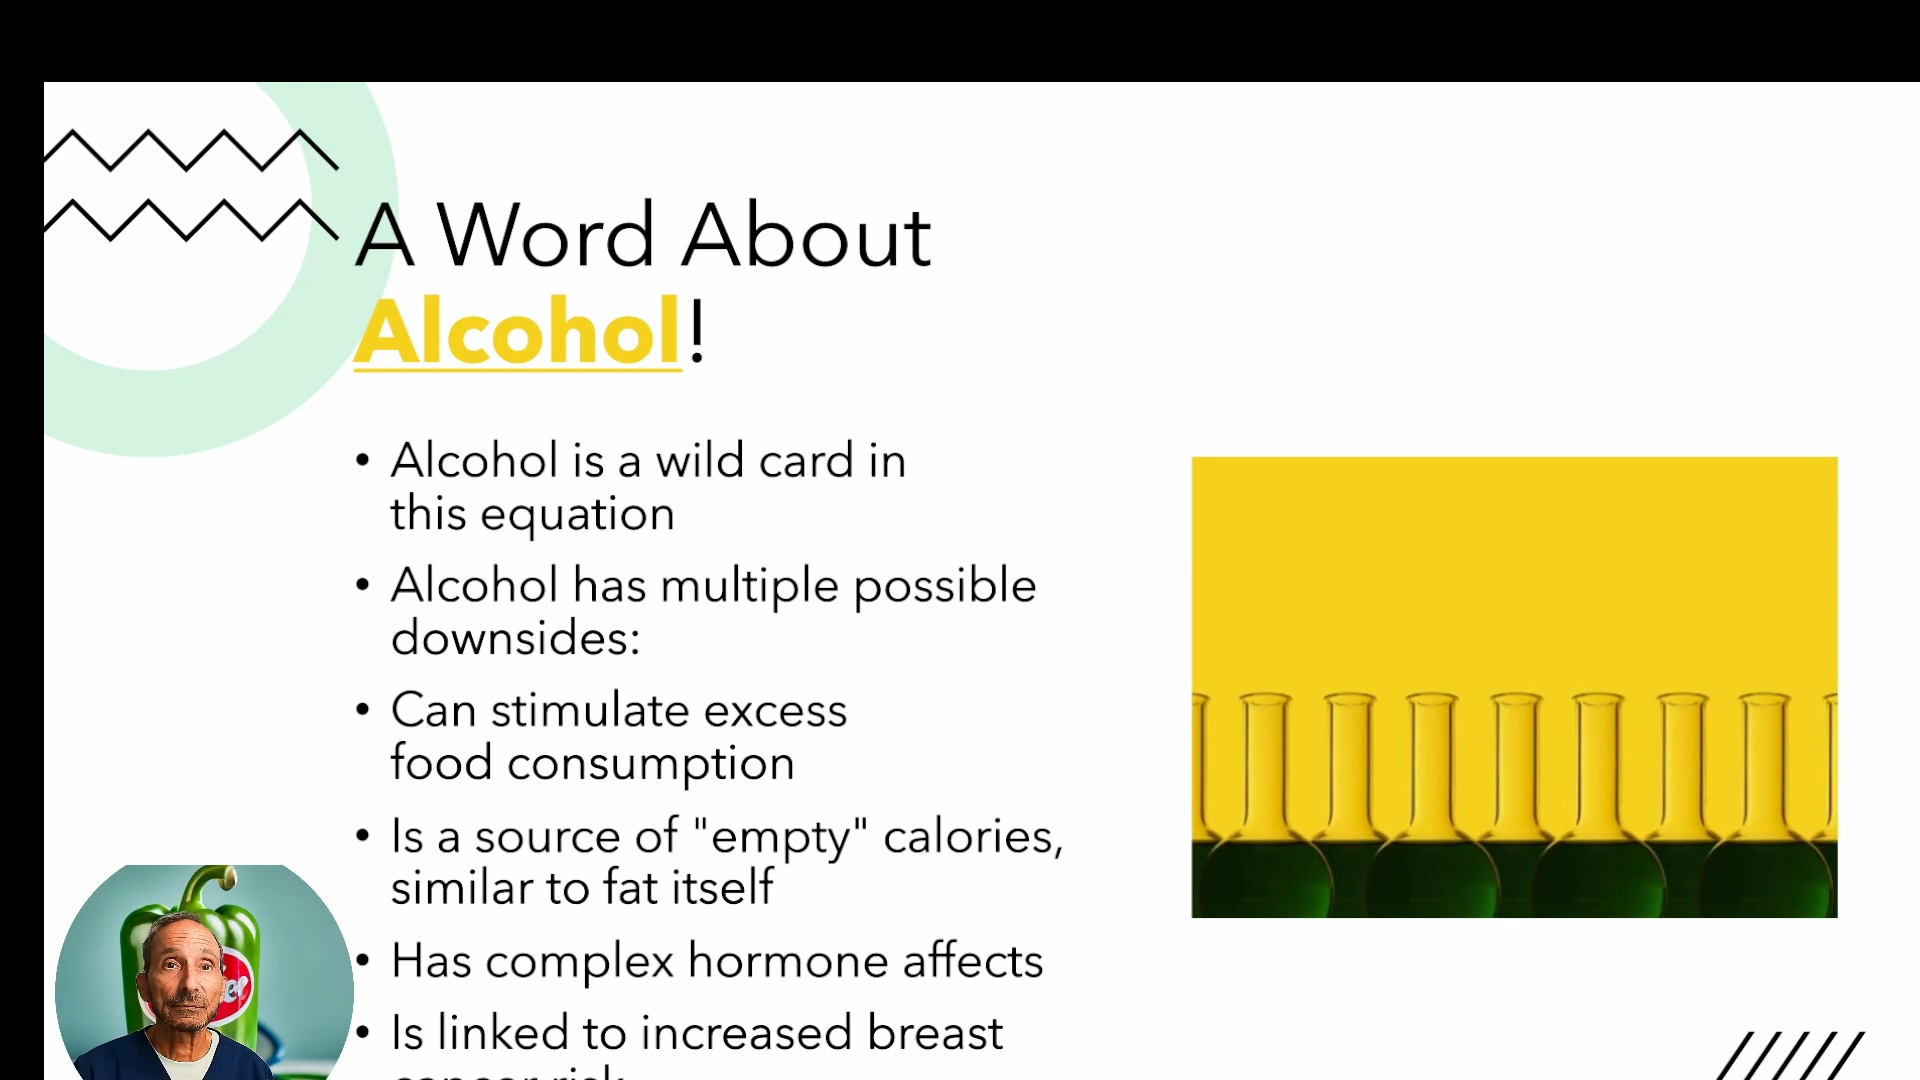 A Word About
Alcohol!
• Alcohol is a wild card in
this equation
• Alcohol has multiple possible
downsides:
• Can stimulate excess
food consumption
• Is a source of "empty" calories,
similar to fat itself
• Has complex hormone affects
• Is linked to increased breast
cancer risk